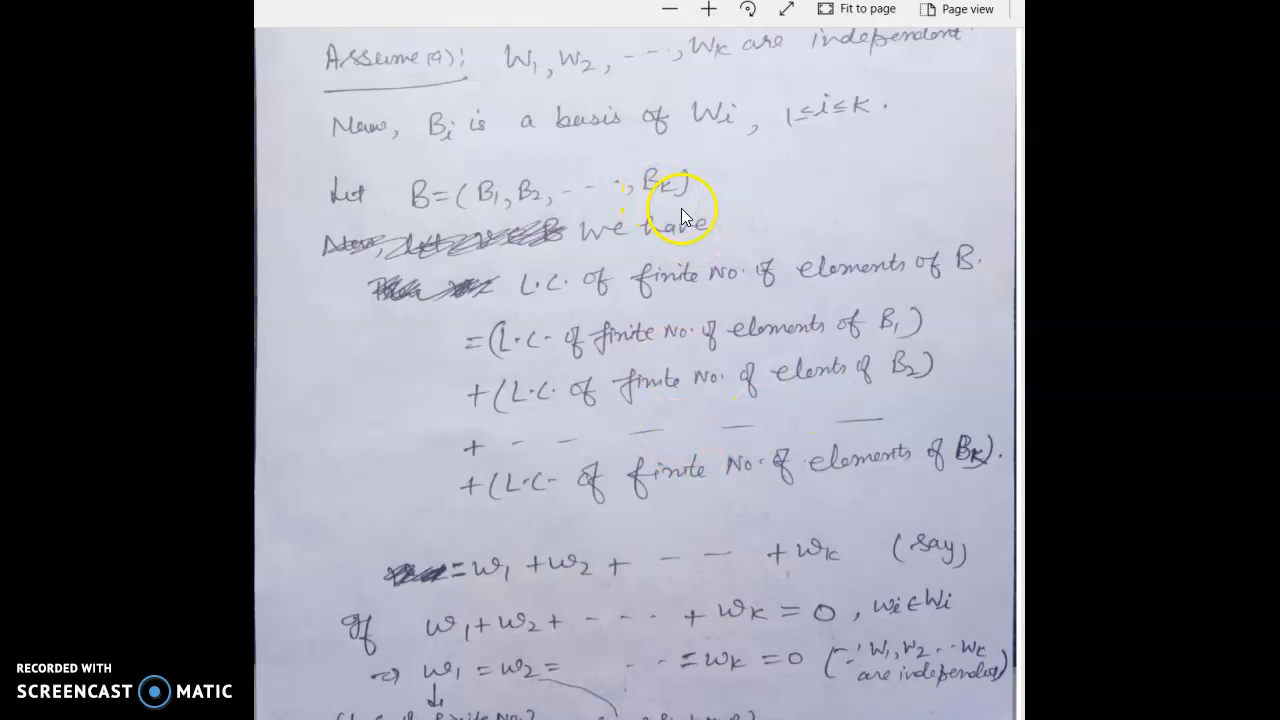 Fit to page
Page view
Assume (a): W1, W2, - - -, Wk are independent.
Now, Bi is a basis of Wi, 1≤i≤k.
Let B=(B1, B2, - - -, Bk)
We have
L.C. of finite No. of elements of B.
=(L.C. of finite No. of elements of B1)
+(L.C. of finite No. of elents of B2)
+ - - - - -
+(L.C. of finite No. of elements of Bk).
=w1 +w2 + - - +wk (say)
If w1+w2+ - - - - +wk = 0, wi∈Wi
=> w1 = w2 = - - = wk = 0 (∵ W1, W2 .. Wk
are independent)
RECORDED WITH
SCREENCAST MATIC